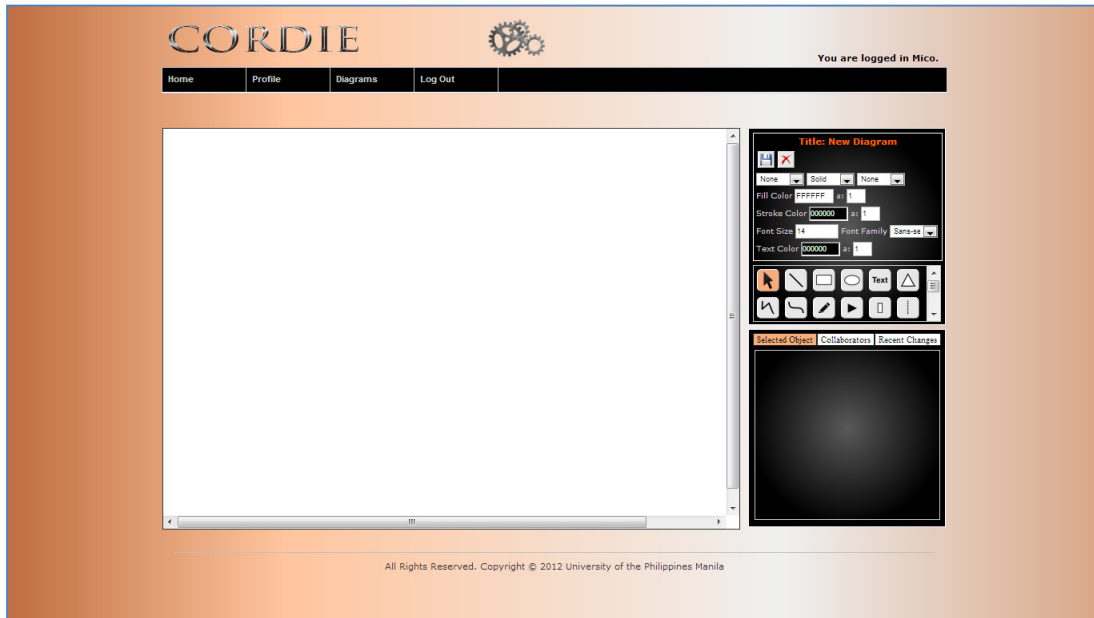 CORDIE
You are logged in Mico.
Home Profile Diagrams Log Out
Title: New Diagram
None Solid None
Fill Color FFFFFF a: 1
Stroke Color 000000 a: 1
Font Size 14 Font Family Sans-se
Text Color 000000 a: 1
Text
Selected Object Collaborators Recent Changes
All Rights Reserved. Copyright © 2012 University of the Philippines Manila